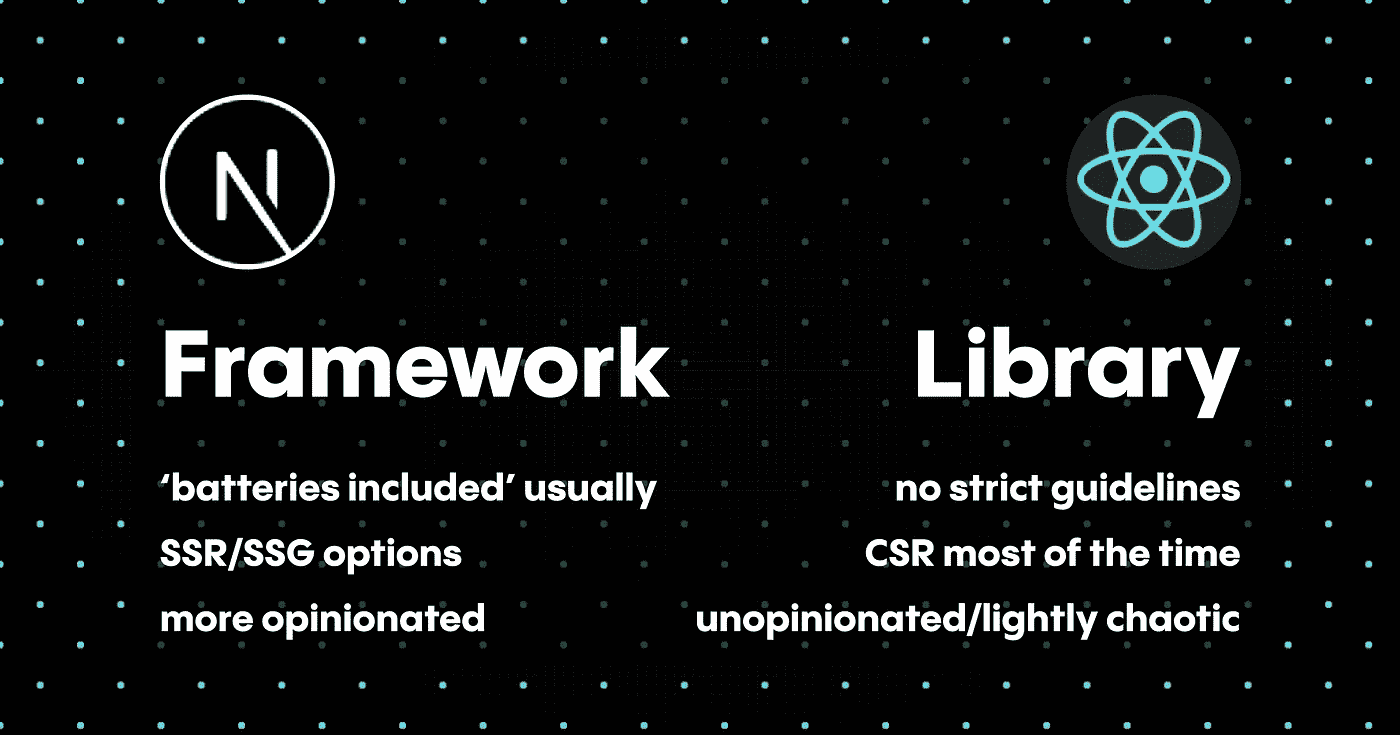 N
Framework
‘batteries included’ usually
SSR/SSG options
more opinionated
Library
no strict guidelines
CSR most of the time
unopinionated/lightly chaotic